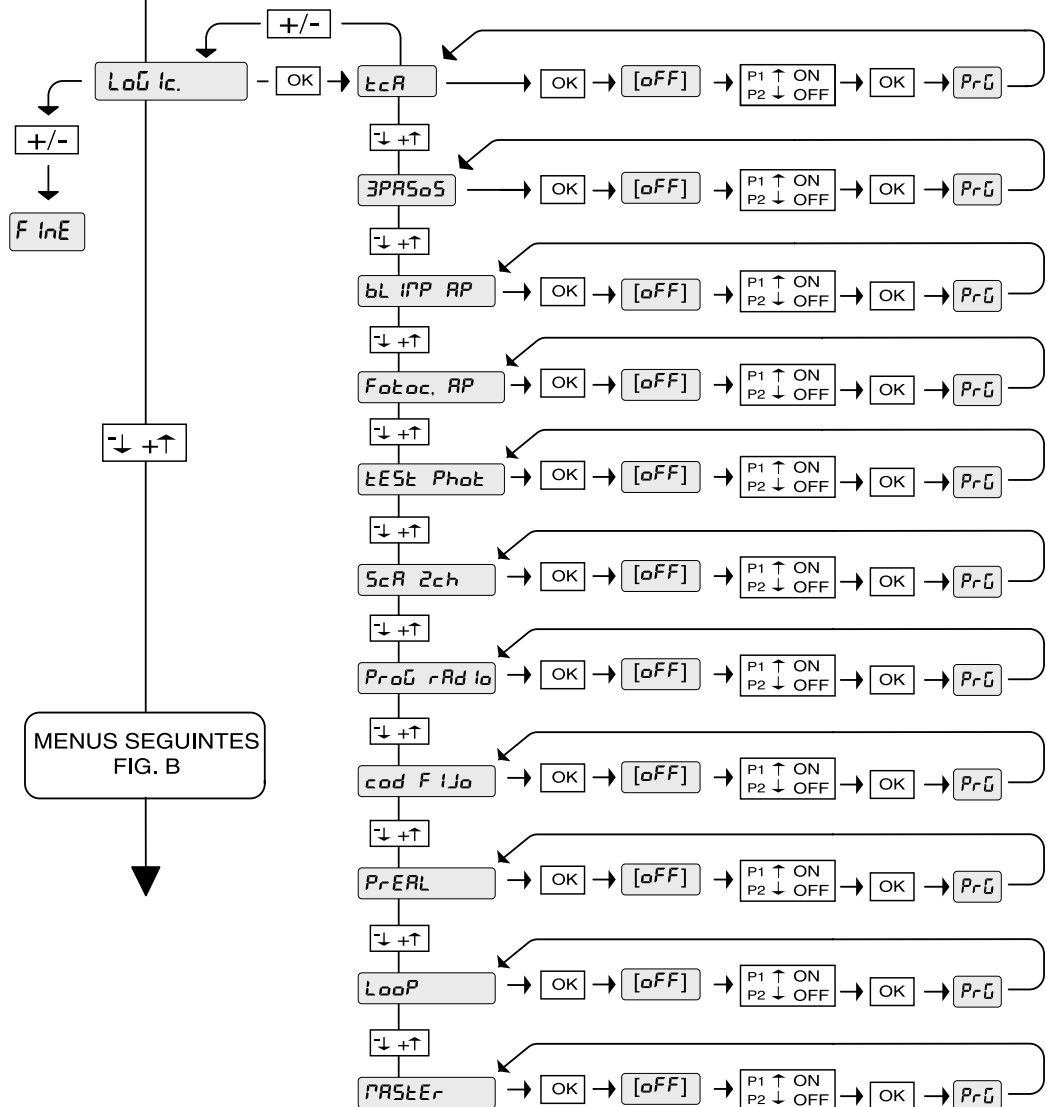 +/-
LoGIc. OK tcA OK [oFF] P1 ↑ ON OK PrG
P2 ↓ OFF
+/-
-↓ +↑
FInE
3PASoS OK [oFF] P1 ↑ ON OK PrG
P2 ↓ OFF
-↓ +↑
bL IMP AP OK [oFF] P1 ↑ ON OK PrG
P2 ↓ OFF
-↓ +↑
Fotoc. AP OK [oFF] P1 ↑ ON OK PrG
P2 ↓ OFF
-↓ +↑
-↓ +↑
tESt Phot OK [oFF] P1 ↑ ON OK PrG
P2 ↓ OFF
-↓ +↑
ScA 2ch OK [oFF] P1 ↑ ON OK PrG
P2 ↓ OFF
-↓ +↑
ProG rAdIo OK [oFF] P1 ↑ ON OK PrG
P2 ↓ OFF
-↓ +↑
MENUS SEGUINTES
FIG. B
cod FIJo OK [oFF] P1 ↑ ON OK PrG
P2 ↓ OFF
-↓ +↑
PrEAL OK [oFF] P1 ↑ ON OK PrG
P2 ↓ OFF
-↓ +↑
LooP OK [oFF] P1 ↑ ON OK PrG
P2 ↓ OFF
-↓ +↑
MAStEr OK [oFF] P1 ↑ ON OK PrG
P2 ↓ OFF